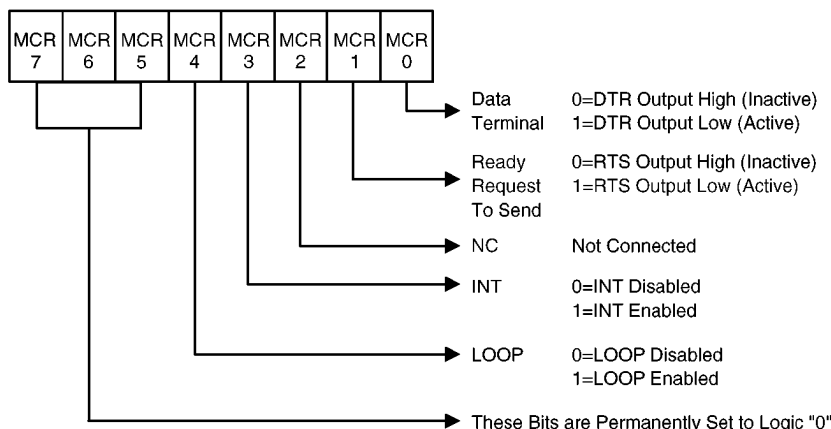 MCR 7 MCR 6 MCR 5 MCR 4 MCR 3 MCR 2 MCR 1 MCR 0
Data 0=DTR Output High (Inactive)
Terminal 1=DTR Output Low (Active)
Ready 0=RTS Output High (Inactive)
Request 1=RTS Output Low (Active)
To Send
NC Not Connected
INT 0=INT Disabled
1=INT Enabled
LOOP 0=LOOP Disabled
1=LOOP Enabled
These Bits are Permanently Set to Logic "0"